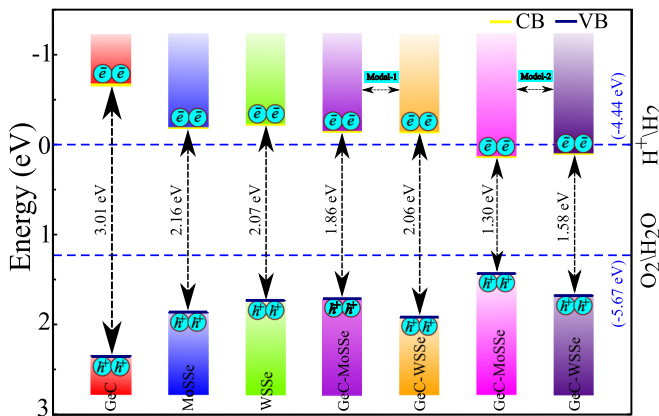 CB VB
-1
0
1
2
3
Energy (eV)
ē ē
ē ē
ē ē
ē ē
ē ē
ē ē
ē ē
Model-1
Model-2
3.01 eV
2.16 eV
2.07 eV
1.86 eV
2.06 eV
1.30 eV
1.58 eV
h⁺ h⁺
h⁺ h⁺
h⁺ h⁺
h⁺ h⁺
h⁺ h⁺
h⁺ h⁺
h⁺ h⁺
GeC
MoSSe
WSSe
GeC-MoSSe
GeC-WSSe
GeC-MoSSe
GeC-WSSe
(-4.44 eV)
(-5.67 eV)
H⁺\H₂
O₂\H₂O